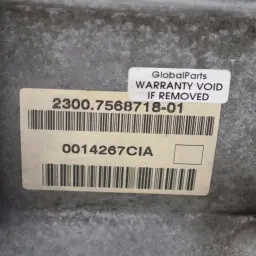 GlobalParts
WARRANTY VOID
IF REMOVED
2300.7568718-01
0014267CIA